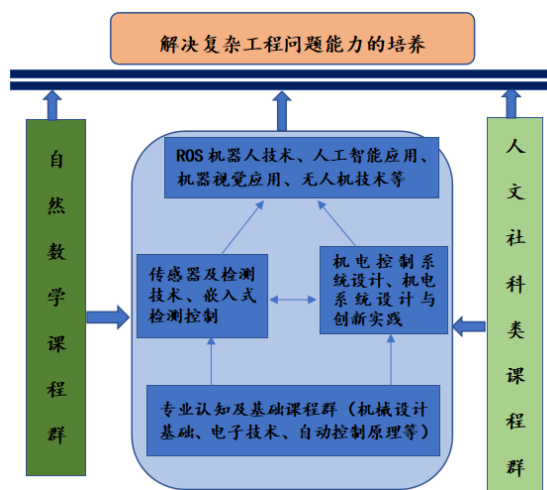 解决复杂工程问题能力的培养
自然数学课程群
ROS 机器人技术、人工智能应用、
机器视觉应用、无人机技术等
传感器及检测
技术、嵌入式
检测控制
机电控制系
统设计、机电
系统设计与
创新实践
专业认知及基础课程群（机械设计
基础、电子技术、自动控制原理等）
人文社科类课程群